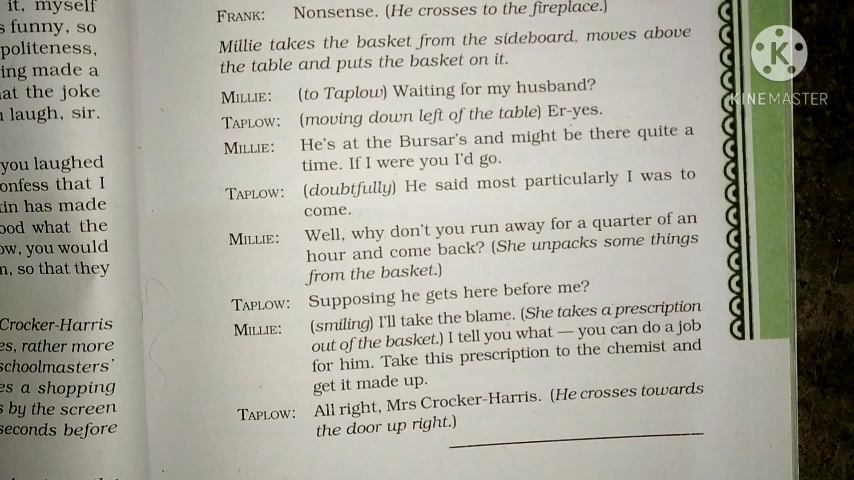 it, myself
s funny, so
politeness,
ing made a
at the joke
laugh, sir.
you laughed
onfess that I
tin has made
ood what the
ow, you would
n, so that they
Crocker-Harris
es, rather more
schoolmasters'
es a shopping
s by the screen
seconds before
FRANK: Nonsense. (He crosses to the fireplace.)
Millie takes the basket from the sideboard, moves above
the table and puts the basket on it.
MILLIE: (to Taplow) Waiting for my husband?
TAPLOW: (moving down left of the table) Er-yes.
MILLIE: He's at the Bursar's and might be there quite a
time. If I were you I'd go.
TAPLOW: (doubtfully) He said most particularly I was to
come.
MILLIE: Well, why don't you run away for a quarter of an
hour and come back? (She unpacks some things
from the basket.)
TAPLOW: Supposing he gets here before me?
MILLIE: (smiling) I'll take the blame. (She takes a prescription
out of the basket.) I tell you what — you can do a job
for him. Take this prescription to the chemist and
get it made up.
TAPLOW: All right, Mrs Crocker-Harris. (He crosses towards
the door up right.)
K
KINEMASTER